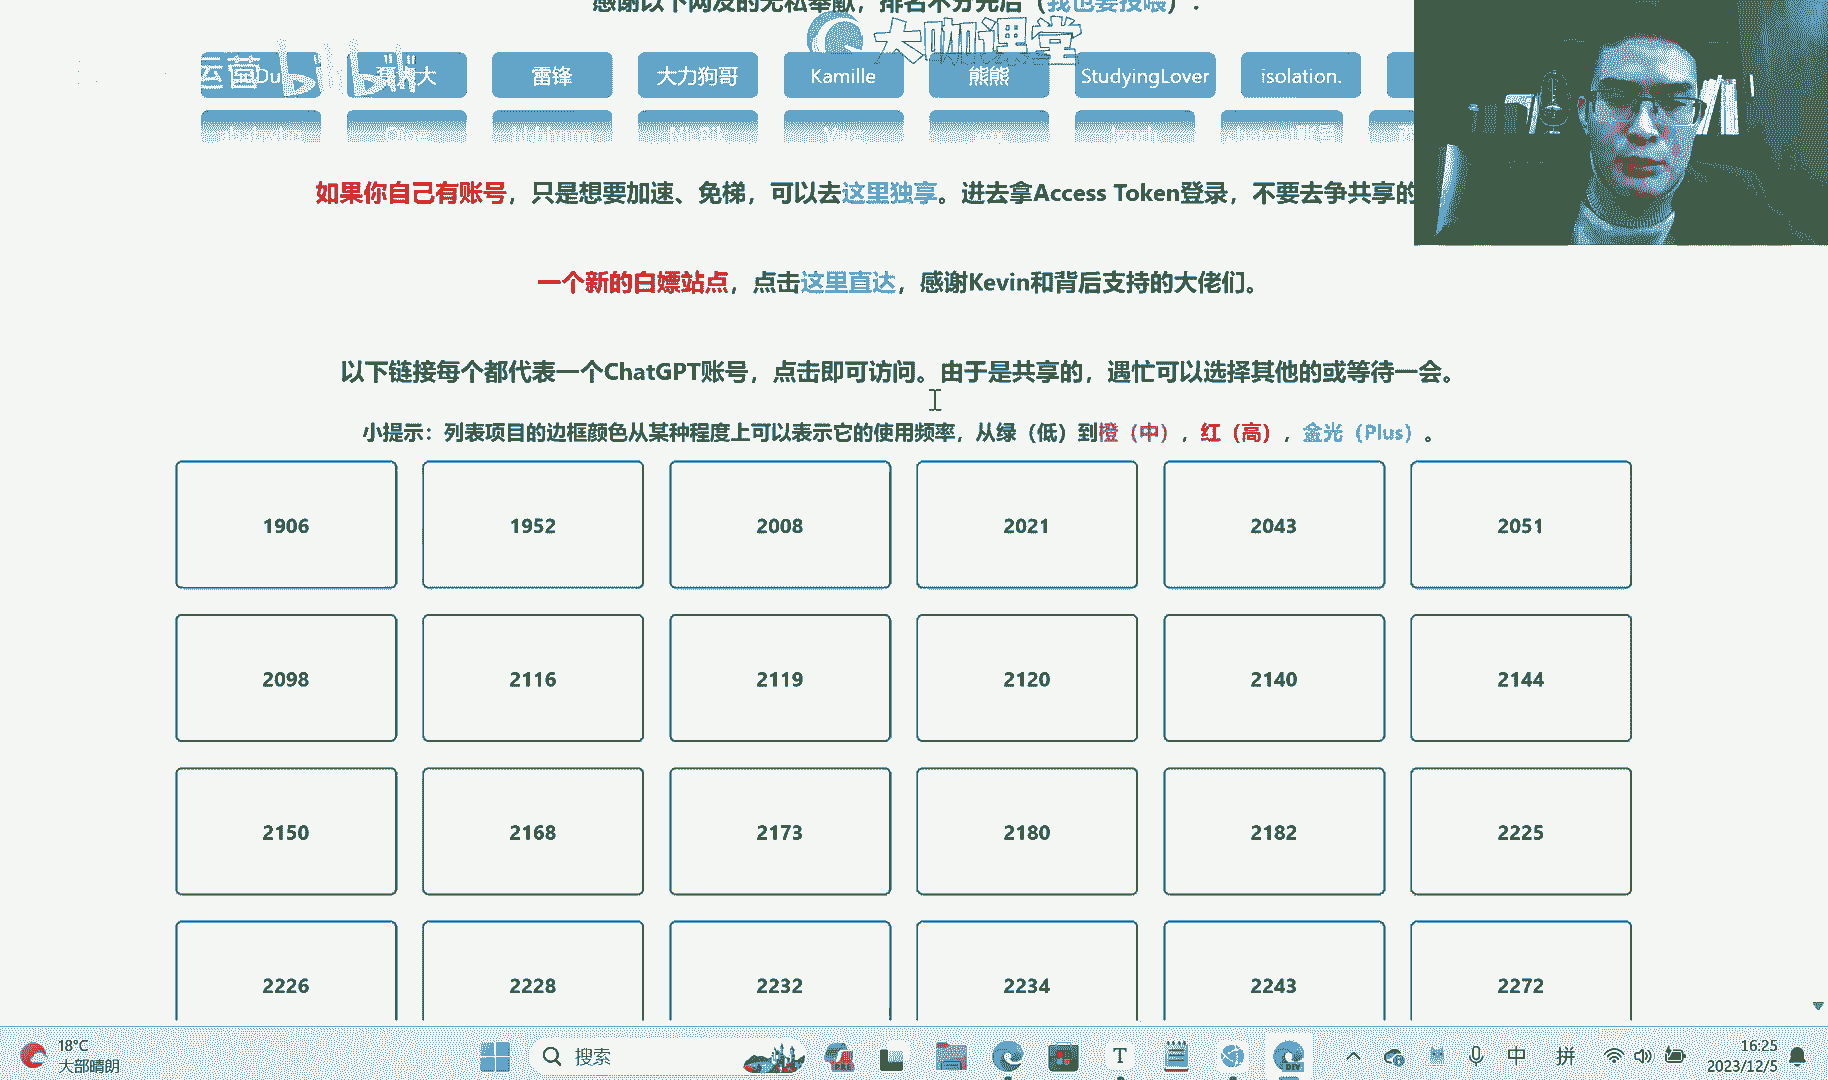 感谢以下网友的无私奉献，排名不分先后（我也要投喂）：
大咖课堂
运营 bilibili
雷锋 大力狗哥 Kamille 熊熊 StudyingLover isolation.
如果你自己有账号，只是想要加速、免梯，可以去这里独享。进去拿Access Token登录，不要去争共享的
一个新的白嫖站点，点击这里直达，感谢Kevin和背后支持的大佬们。
以下链接每个都代表一个ChatGPT账号，点击即可访问。由于是共享的，遇忙可以选择其他的或等待一会。
小提示：列表项目的边框颜色从某种程度上可以表示它的使用频率，从绿（低）到橙（中），红（高），金光（Plus）。
1906 1952 2008 2021 2043 2051
2098 2116 2119 2120 2140 2144
2150 2168 2173 2180 2182 2225
2226 2228 2232 2234 2243 2272
18°C
大部晴朗
搜索
中 拼
16:25
2023/12/5